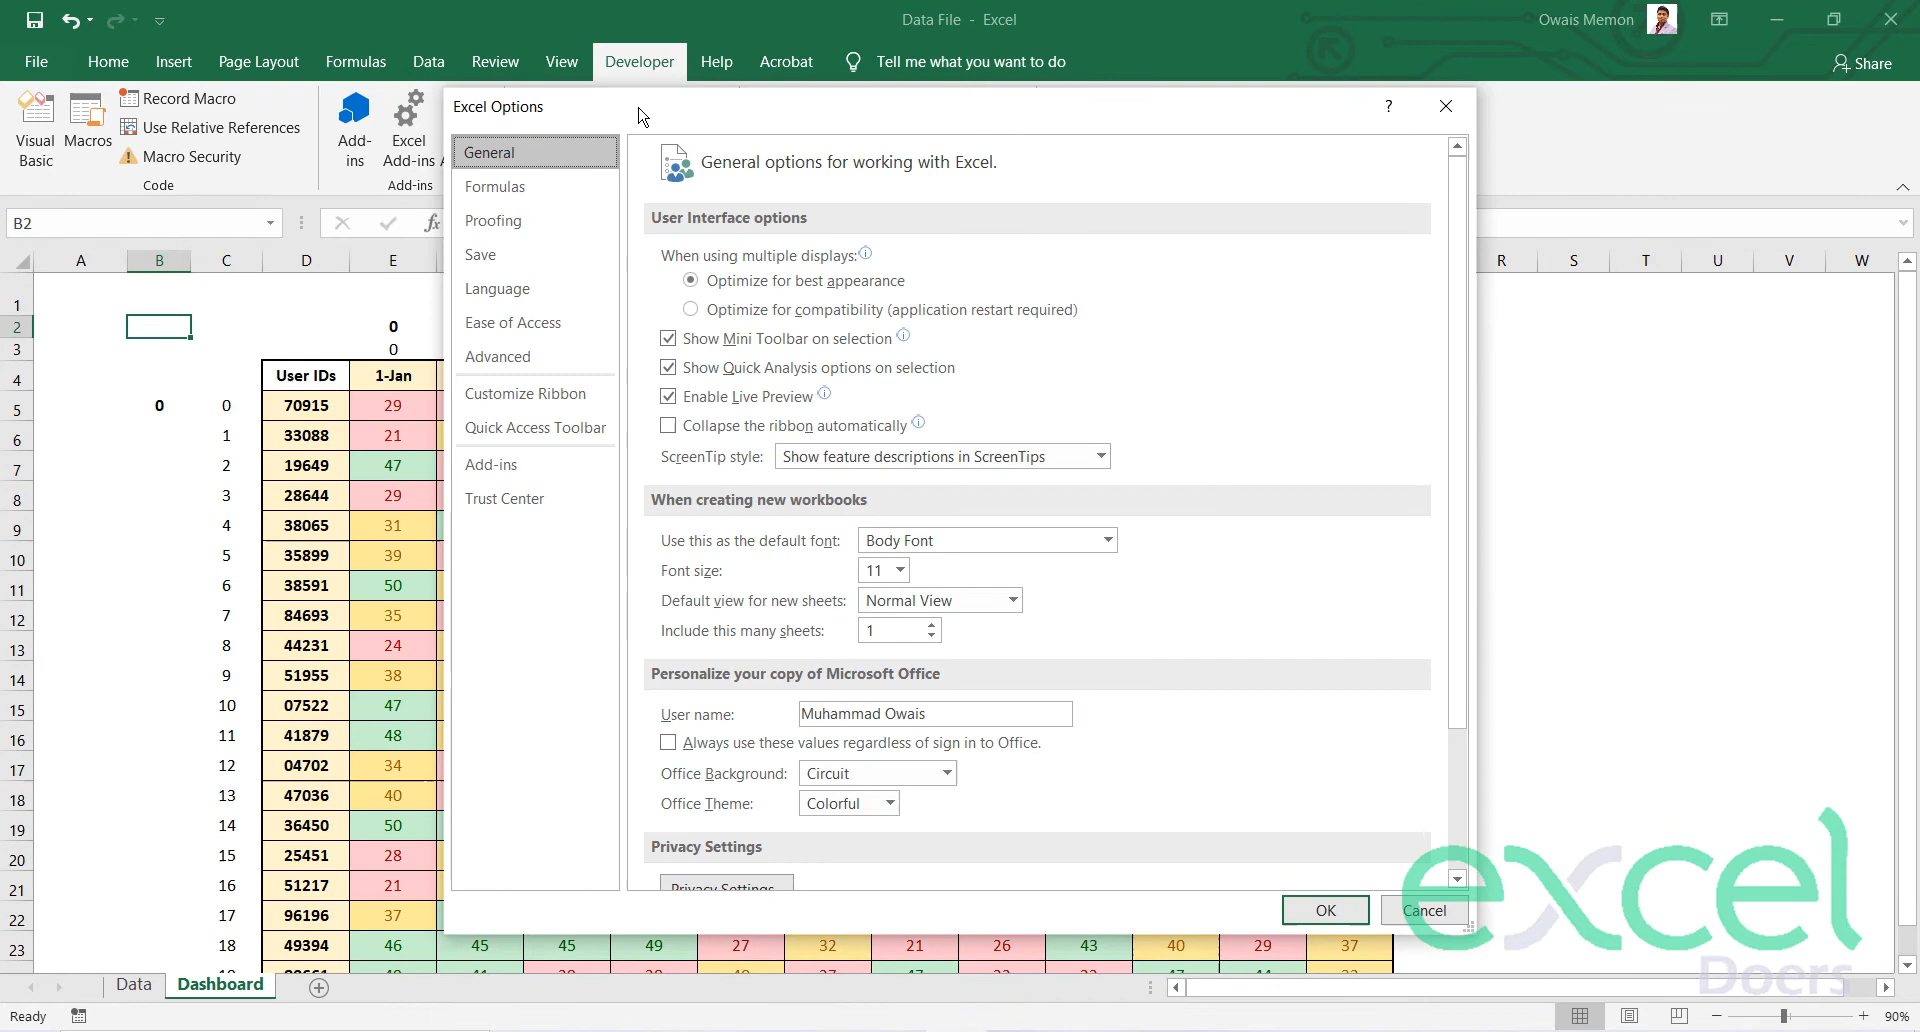 Data File - Excel
Owais Memon
File Home Insert Page Layout Formulas Data Review View Developer Help Acrobat Tell me what you want to do
Share
Visual Basic
Macros
Record Macro
Use Relative References
Macro Security
Code
Add-ins
Excel Add-ins
Add-ins
B2
fx
Excel Options
?
General
Formulas
Proofing
Save
Language
Ease of Access
Advanced
Customize Ribbon
Quick Access Toolbar
Add-ins
Trust Center
General options for working with Excel.
User Interface options
When using multiple displays:
Optimize for best appearance
Optimize for compatibility (application restart required)
Show Mini Toolbar on selection
Show Quick Analysis options on selection
Enable Live Preview
Collapse the ribbon automatically
ScreenTip style: Show feature descriptions in ScreenTips
When creating new workbooks
Use this as the default font: Body Font
Font size: 11
Default view for new sheets: Normal View
Include this many sheets: 1
Personalize your copy of Microsoft Office
User name: Muhammad Owais
Always use these values regardless of sign in to Office.
Office Background: Circuit
Office Theme: Colorful
Privacy Settings
Privacy Settings
OK
Cancel
A B C D E R S T U V W
1
2 0
3 0
4 User IDs 1-Jan
5 0 0 70915 29
6 1 33088 21
7 2 19649 47
8 3 28644 29
9 4 38065 31
10 5 35899 39
11 6 38591 50
12 7 84693 35
13 8 44231 24
14 9 51955 38
15 10 07522 47
16 11 41879 48
17 12 04702 34
18 13 47036 40
19 14 36450 50
20 15 25451 28
21 16 51217 21
22 17 96196 37
23 18 49394 46 45 45 49 27 32 21 26 43 40 29 37
Data Dashboard
Ready
90%
excel
Doers